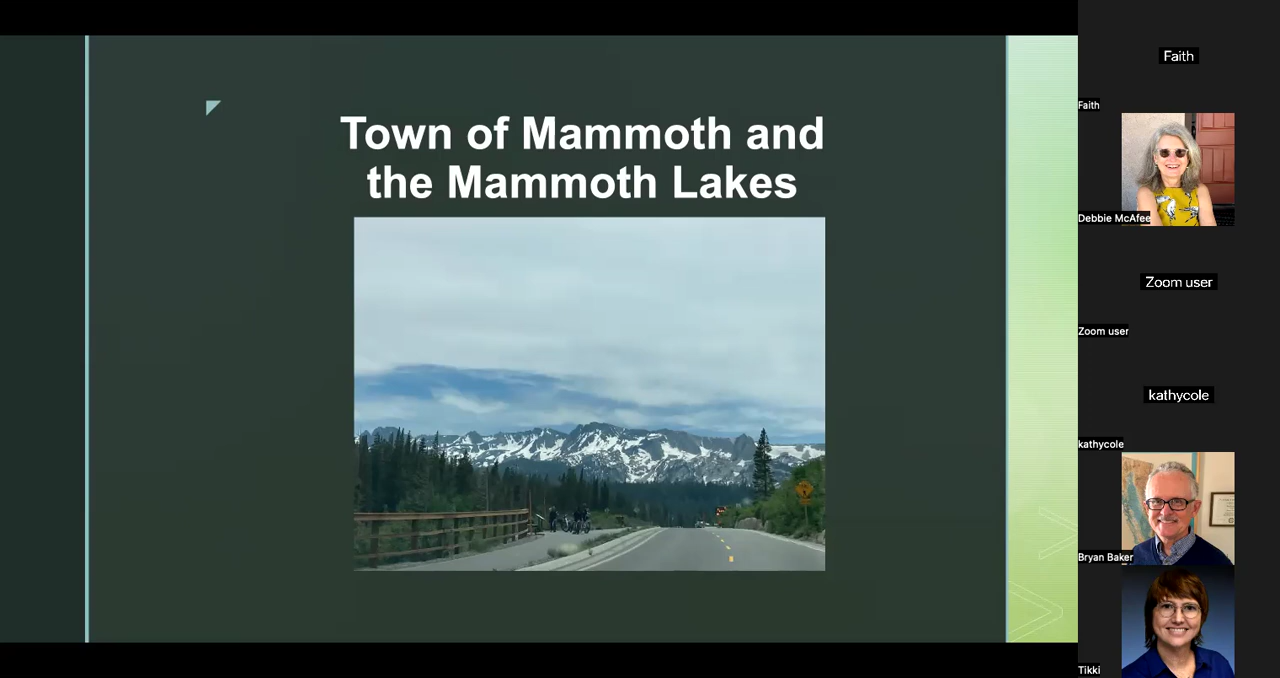 Town of Mammoth and
the Mammoth Lakes
Faith
Faith
Debbie McAfee
Zoom user
Zoom user
kathycole
kathycole
Bryan Baker
Tikki